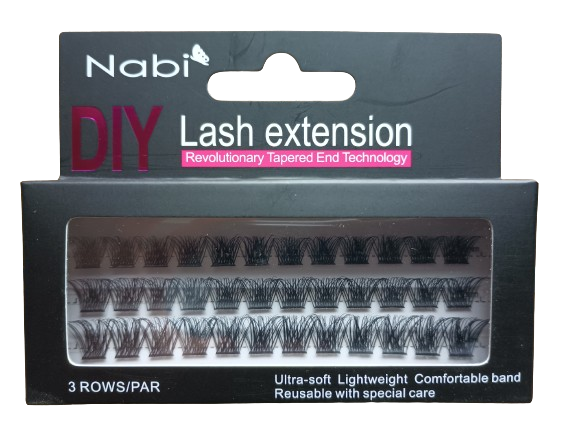 Nabi
DIY Lash extension
Revolutionary Tapered End Technology
3 ROWS/PAR
Ultra-soft Lightweight Comfortable band
Reusable with special care